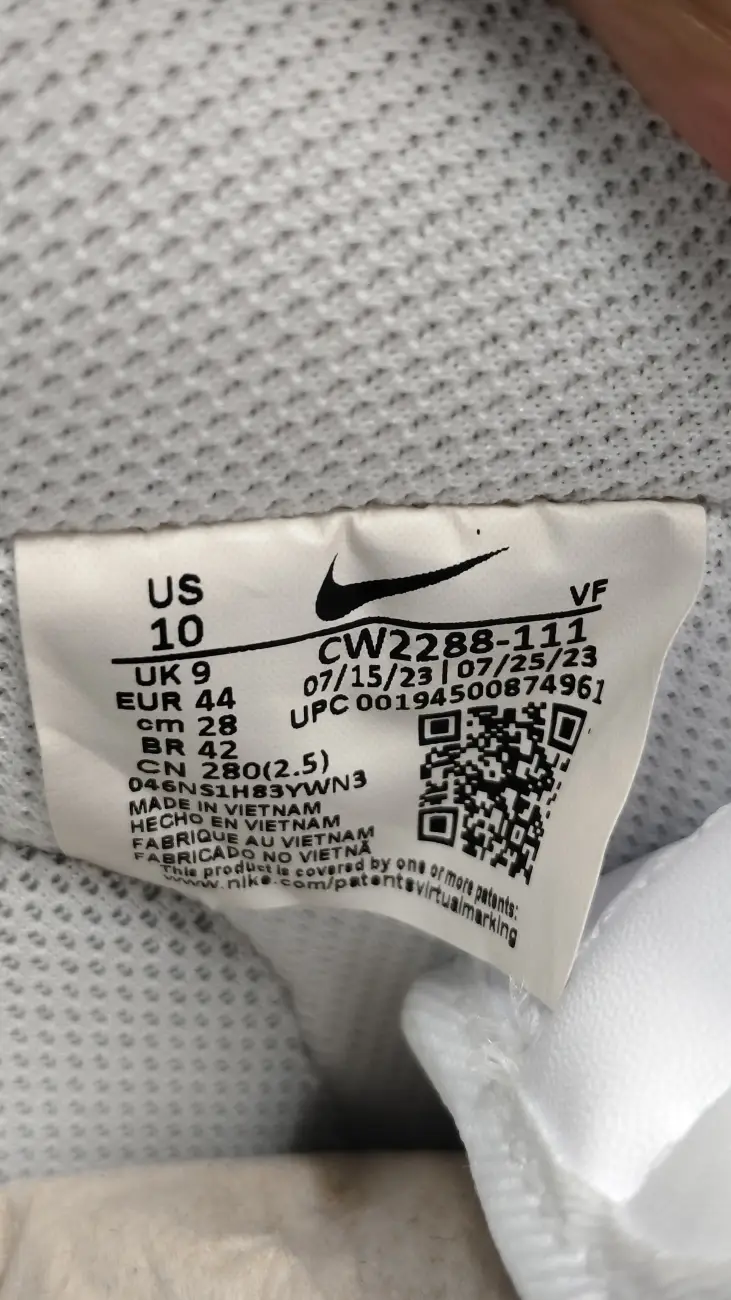 US
10
VF
CW2288-111
07/15/23 | 07/25/23
UPC 00194500874961
UK 9
EUR 44
cm 28
BR 42
CN 280(2.5)
046NS1H83YWN3
MADE IN VIETNAM
HECHO EN VIETNAM
FABRIQUE AU VIETNAM
FABRICADO NO VIETNÃ
This product is covered by one or more patents:
www.nike.com/patentsvirtualmarking